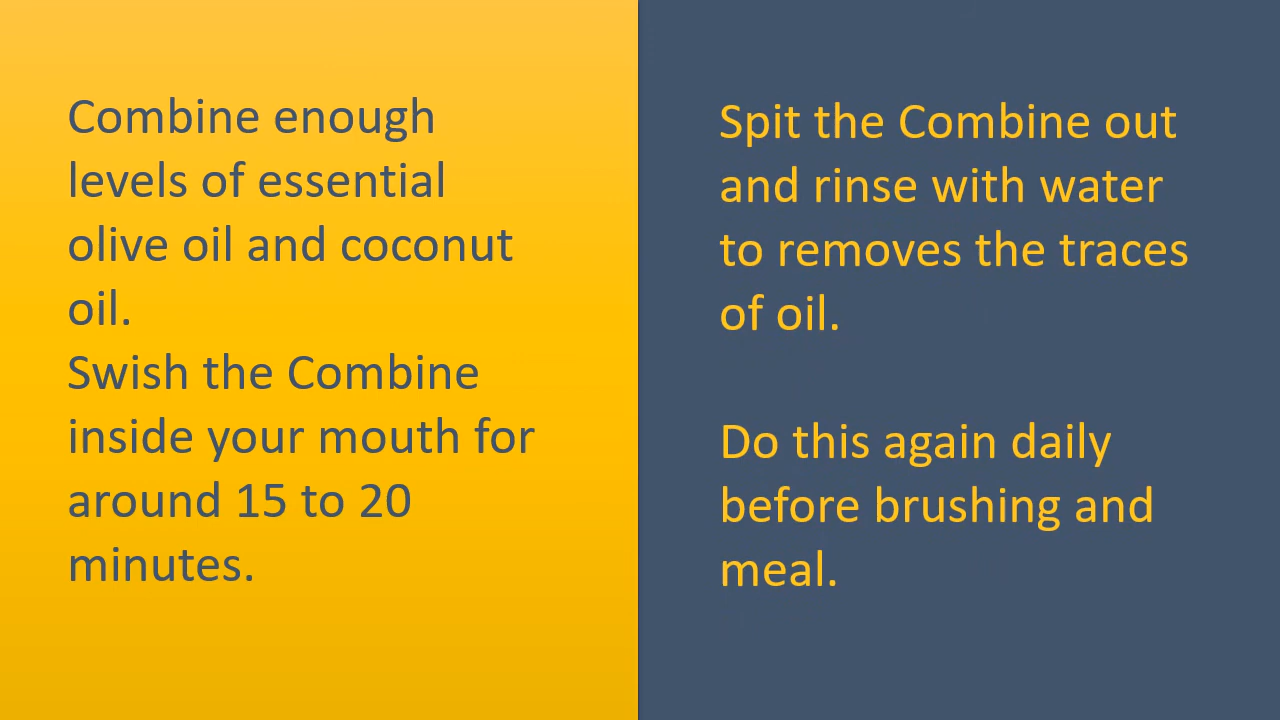 Combine enough
levels of essential
olive oil and coconut
oil.
Swish the Combine
inside your mouth for
around 15 to 20
minutes.
Spit the Combine out
and rinse with water
to removes the traces
of oil.
Do this again daily
before brushing and
meal.